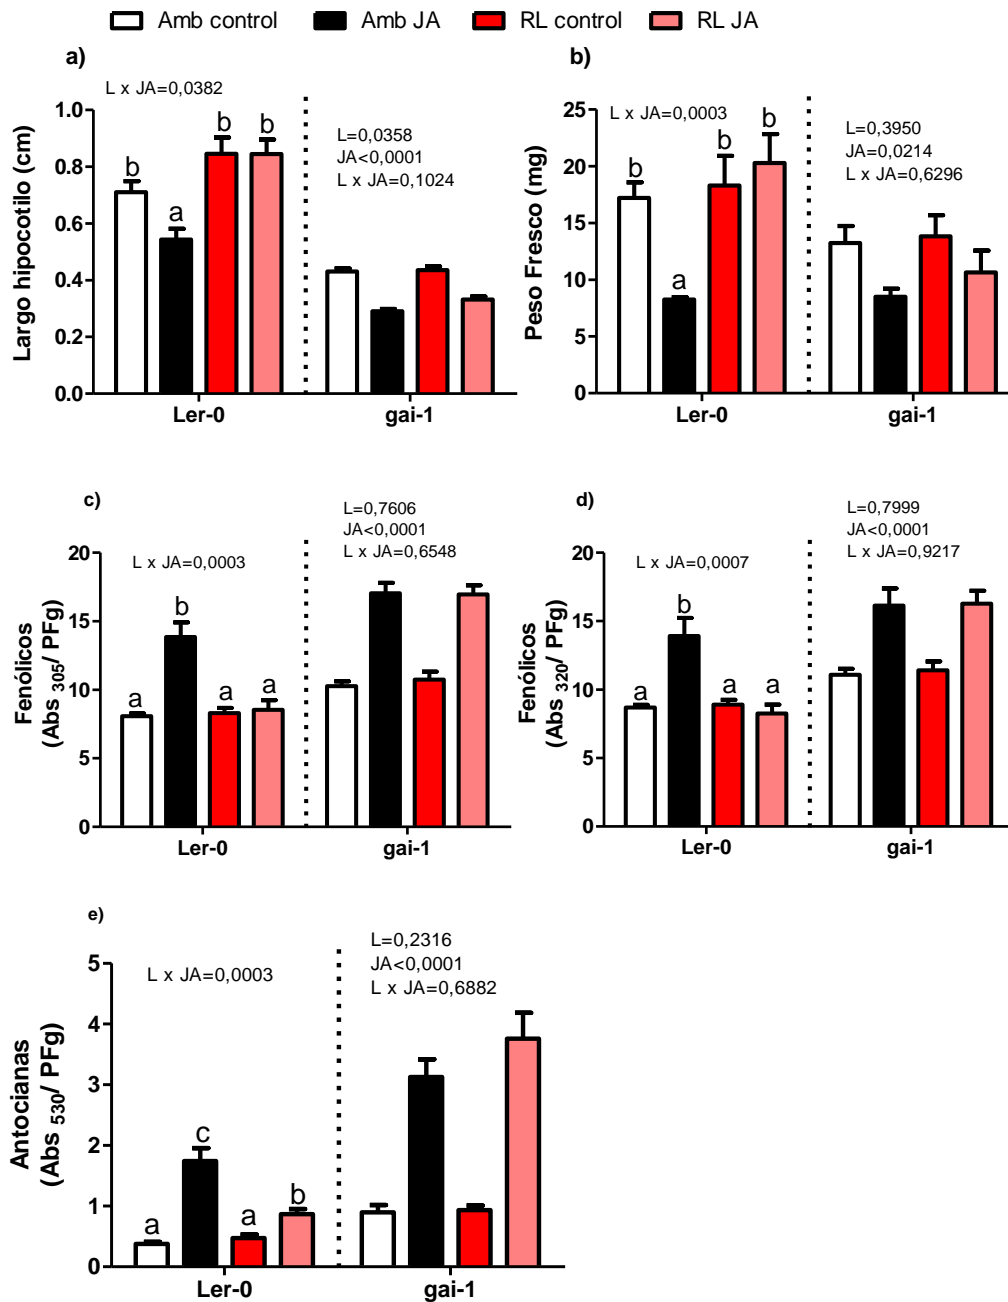 Amb control Amb JA RL control RL JA
a)
L x JA=0,0382
L=0,0358
JA<0,0001
L x JA=0,1024
Largo hipocotilo (cm)
1.0
0.8
0.6
0.4
0.2
0.0
b
a
b
b
Ler-0 gai-1
b)
L x JA=0,0003
L=0,3950
JA=0,0214
L x JA=0,6296
Peso Fresco (mg)
25
20
15
10
5
0
b
a
b
b
Ler-0 gai-1
c)
L x JA=0,0003
L=0,7606
JA<0,0001
L x JA=0,6548
Fenólicos
(Abs 305/ PFg)
20
15
10
5
0
a
b
a
a
Ler-0 gai-1
d)
L x JA=0,0007
L=0,7999
JA<0,0001
L x JA=0,9217
Fenólicos
(Abs 320/ PFg)
20
15
10
5
0
a
b
a
a
Ler-0 gai-1
e)
L x JA=0,0003
L=0,2316
JA<0,0001
L x JA=0,6882
Antocianas
(Abs 530/ PFg)
5
4
3
2
1
0
a
c
a
b
Ler-0 gai-1